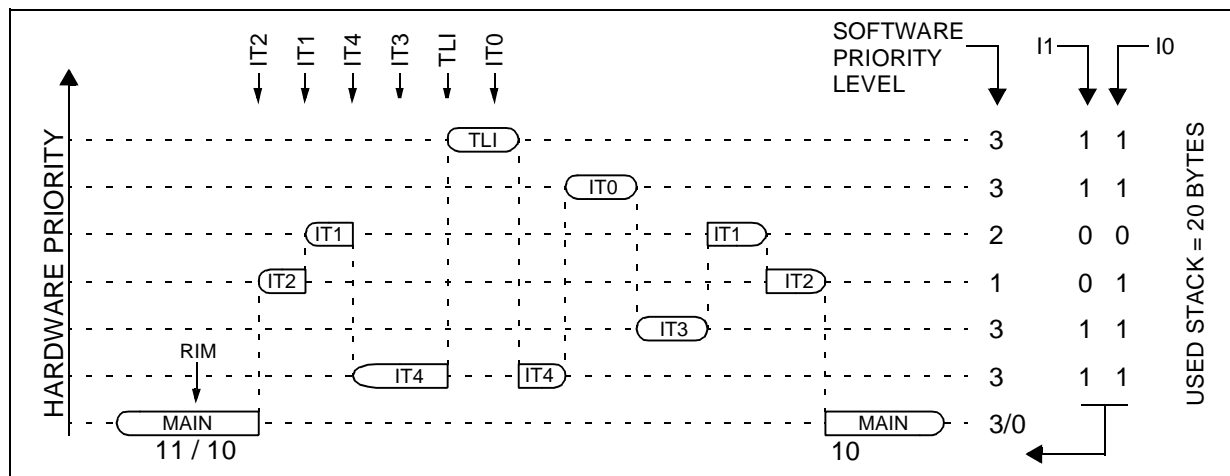 IT2
IT1
IT4
IT3
TLI
IT0
SOFTWARE
PRIORITY
LEVEL
I1
I0
HARDWARE PRIORITY
TLI
3
1 1
IT0
3
1 1
IT1
IT1
2
0 0
IT2
IT2
1
0 1
IT3
3
1 1
RIM
IT4
IT4
3
1 1
MAIN
MAIN
3/0
11 / 10
10
USED STACK = 20 BYTES